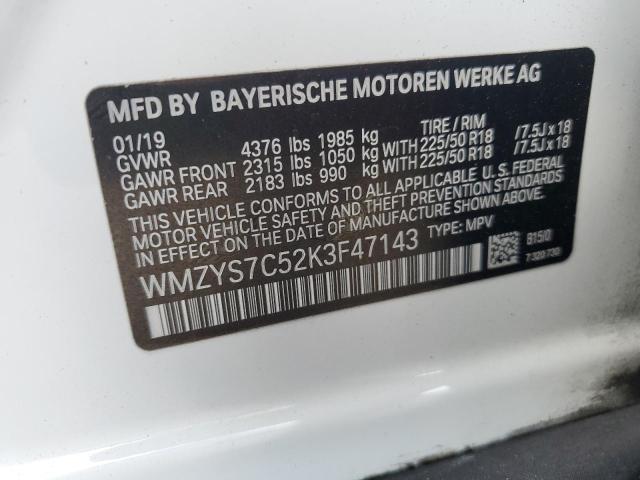 MFD BY BAYERISCHE MOTOREN WERKE AG
01/19 TIRE / RIM
GVWR 4376 lbs 1985 kg
GAWR FRONT 2315 lbs 1050 kg WITH 225/50 R18 /7.5J x 18
GAWR REAR 2183 lbs 990 kg WITH 225/50 R18 /7.5J x 18
THIS VEHICLE CONFORMS TO ALL APPLICABLE U.S. FEDERAL
MOTOR VEHICLE SAFETY AND THEFT PREVENTION STANDARDS
IN EFFECT ON THE DATE OF MANUFACTURE SHOWN ABOVE.
WMZYS7C52K3F47143 TYPE: MPV
7 320 730